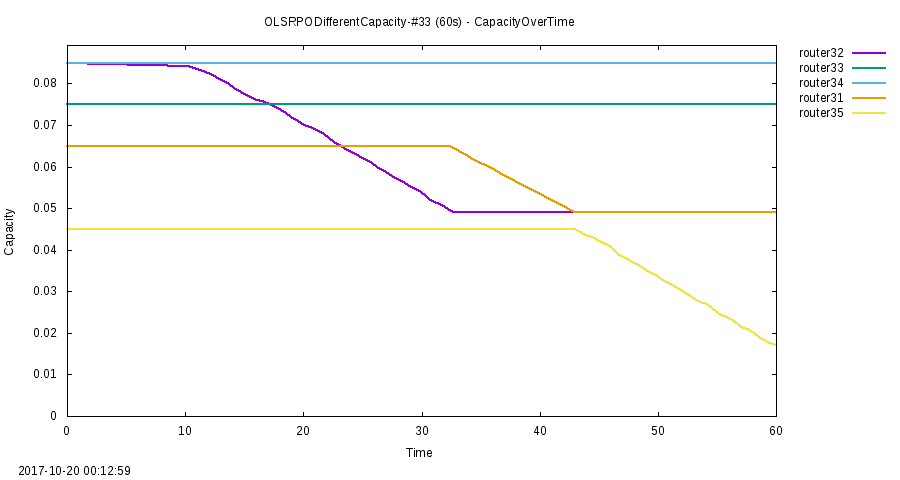 OLSRPODifferentCapacity-#33 (60s) - CapacityOverTime
router32
router33
router34
router31
router35
0.08
0.07
0.06
0.05
0.04
0.03
0.02
0.01
0
Capacity
0 10 20 30 40 50 60
Time
2017-10-20 00:12:59